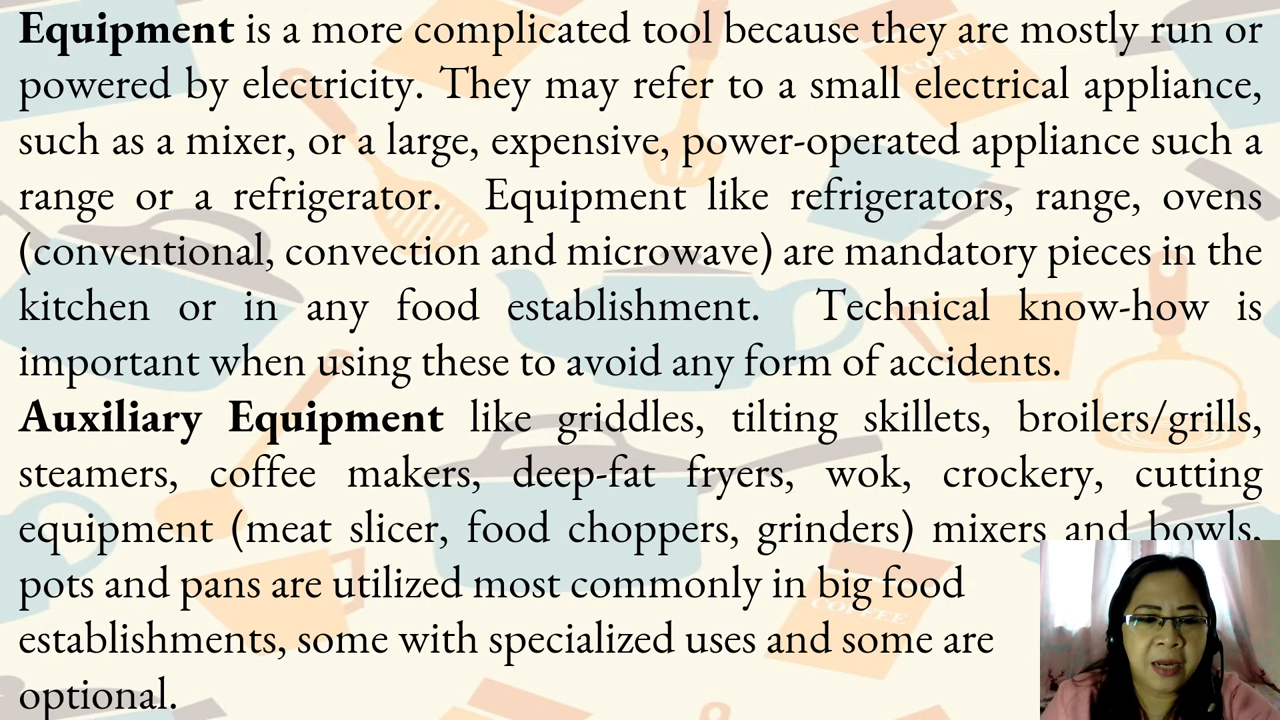 Equipment is a more complicated tool because they are mostly run or
powered by electricity. They may refer to a small electrical appliance,
such as a mixer, or a large, expensive, power-operated appliance such a
range or a refrigerator. Equipment like refrigerators, range, ovens
(conventional, convection and microwave) are mandatory pieces in the
kitchen or in any food establishment. Technical know-how is
important when using these to avoid any form of accidents.
Auxiliary Equipment like griddles, tilting skillets, broilers/grills,
steamers, coffee makers, deep-fat fryers, wok, crockery, cutting
equipment (meat slicer, food choppers, grinders) mixers and bowls,
pots and pans are utilized most commonly in big food
establishments, some with specialized uses and some are
optional.
COFFEE
COFFEE